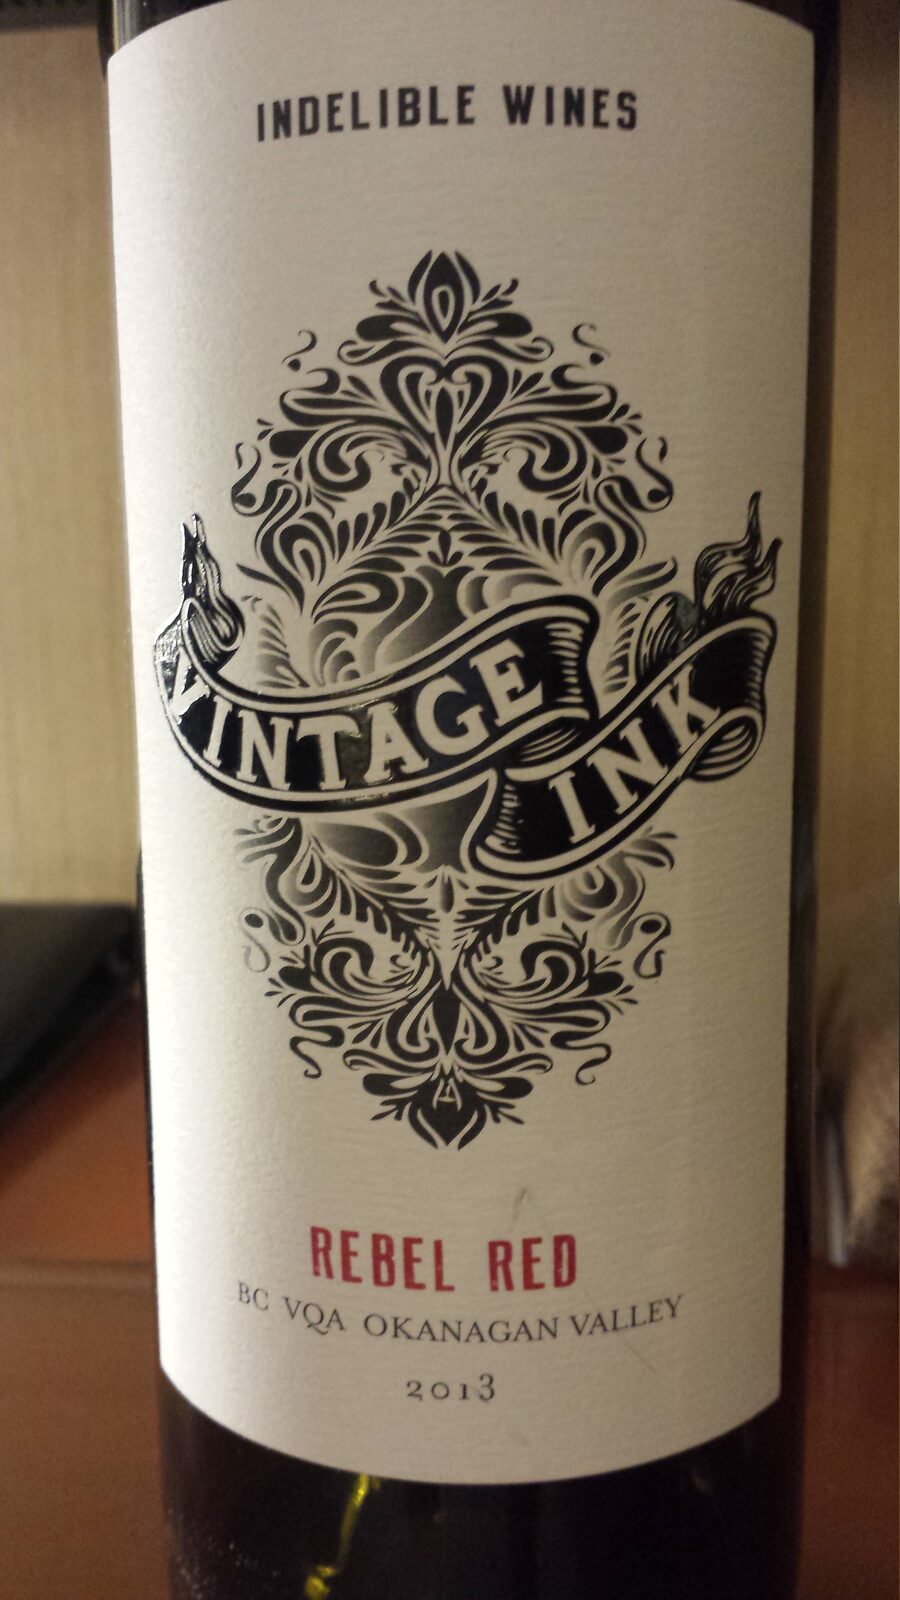 INDELIBLE WINES
VINTAGE
INK
REBEL RED
BC VQA OKANAGAN VALLEY
2013